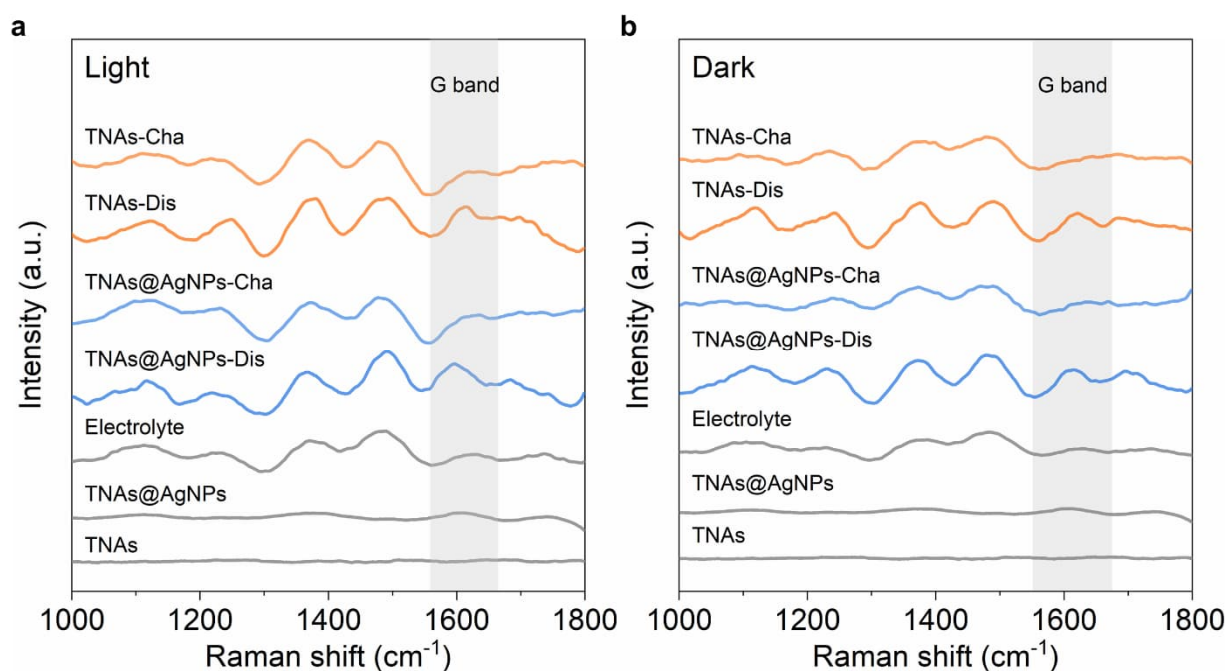 a
Light
G band
TNAs-Cha
TNAs-Dis
TNAs@AgNPs-Cha
TNAs@AgNPs-Dis
Electrolyte
TNAs@AgNPs
TNAs
Intensity (a.u.)
1000 1200 1400 1600 1800
Raman shift (cm⁻¹)
b
Dark
G band
TNAs-Cha
TNAs-Dis
TNAs@AgNPs-Cha
TNAs@AgNPs-Dis
Electrolyte
TNAs@AgNPs
TNAs
Intensity (a.u.)
1000 1200 1400 1600 1800
Raman shift (cm⁻¹)